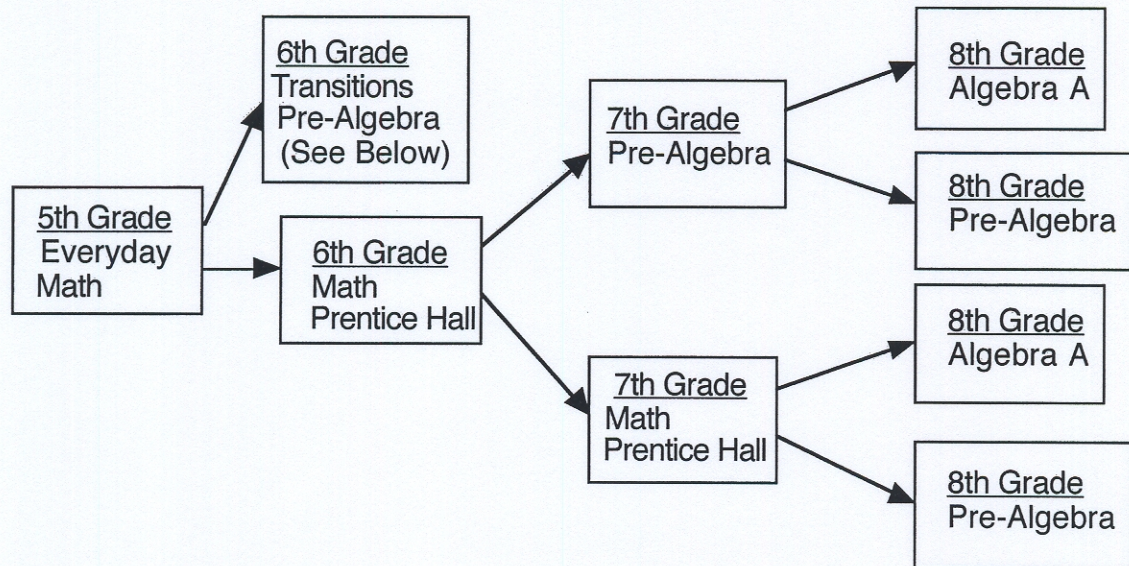 5th Grade
Everyday
Math
6th Grade
Transitions
Pre-Algebra
(See Below)
6th Grade
Math
Prentice Hall
7th Grade
Pre-Algebra
7th Grade
Math
Prentice Hall
8th Grade
Algebra A
8th Grade
Pre-Algebra
8th Grade
Algebra A
8th Grade
Pre-Algebra